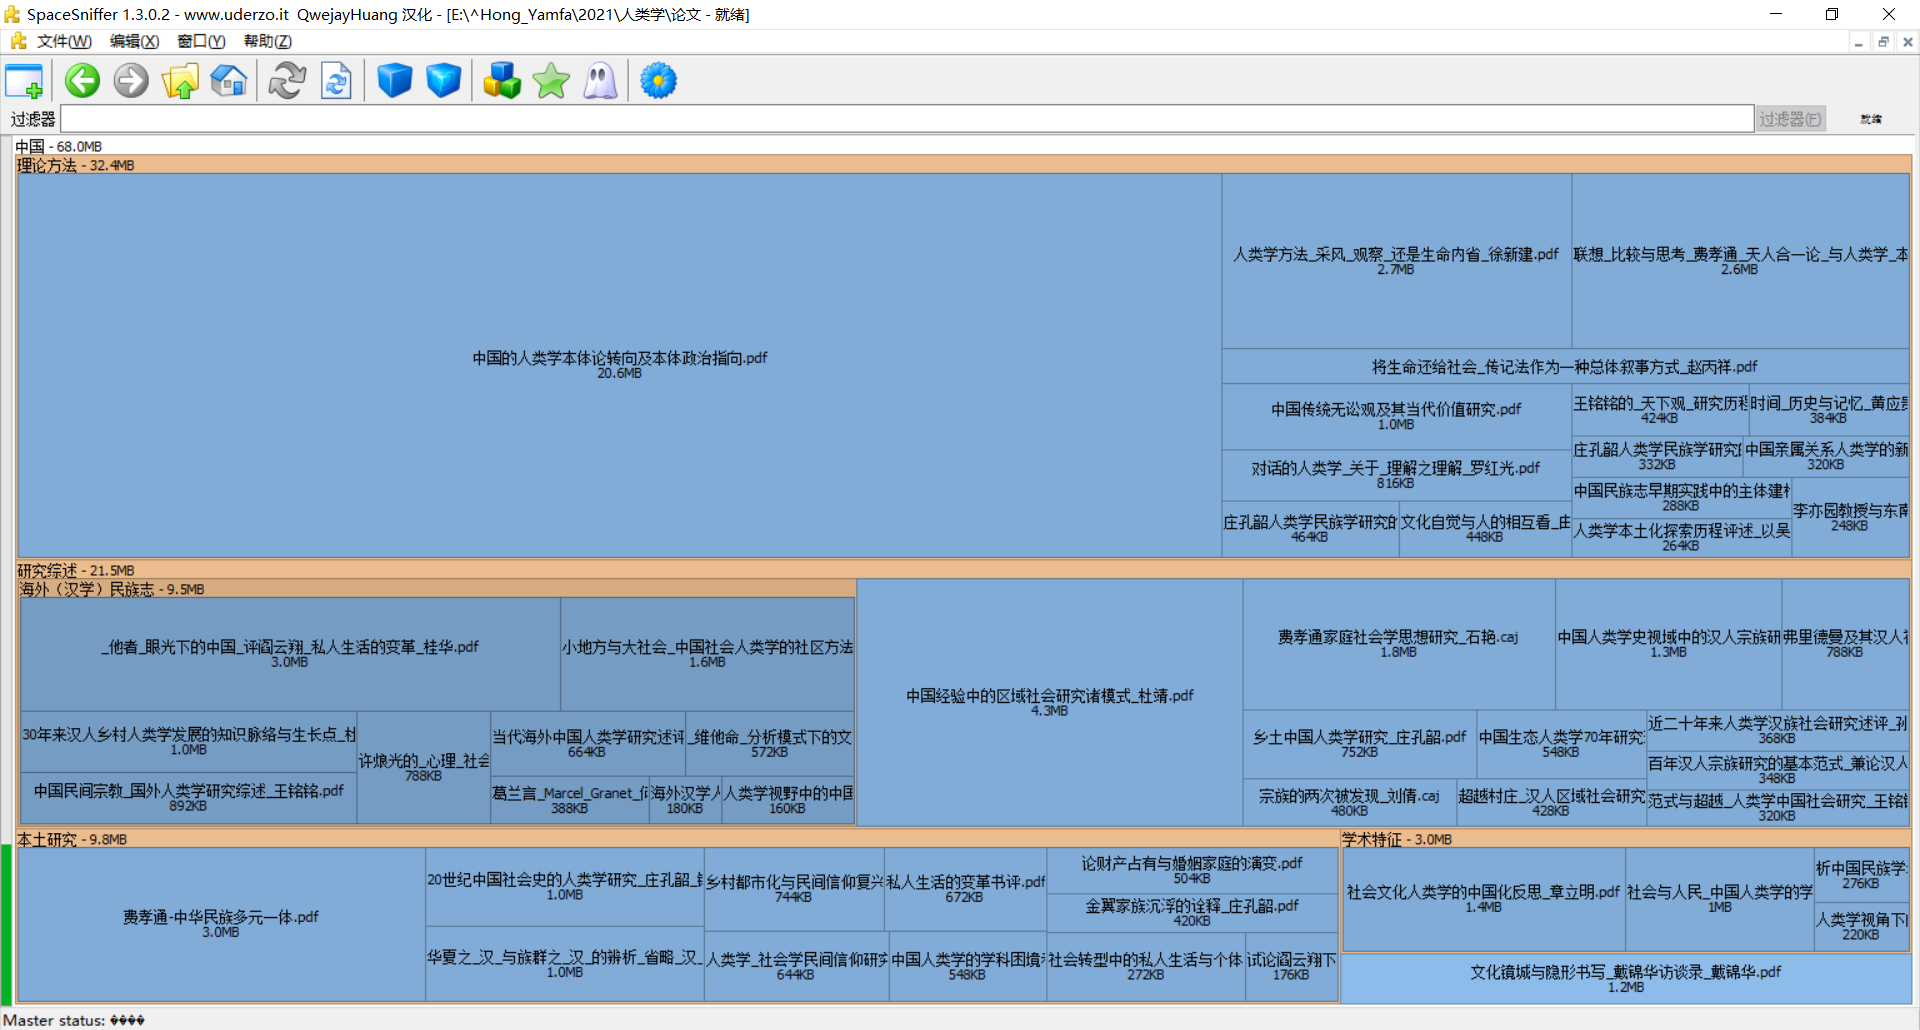 SpaceSniffer 1.3.0.2 - www.uderzo.it  QwejayHuang 汉化 - [E:\^Hong_Yamfa\2021\人类学\论文 - 就绪]
文件(W) 编辑(X) 窗口(Y) 帮助(Z)
过滤器 过滤器(F) 就绪
中国 - 68.0MB
理论方法 - 32.4MB
中国的人类学本体论转向及本体政治指向.pdf
20.6MB
人类学方法_采风_观察_还是生命内省_徐新建.pdf
2.7MB
联想_比较与思考_费孝通_天人合一论_与人类学_本
2.6MB
将生命还给社会_传记法作为一种总体叙事方式_赵丙祥.pdf
中国传统无讼观及其当代价值研究.pdf
1.0MB
对话的人类学_关于_理解之理解_罗红光.pdf
816KB
庄孔韶人类学民族学研究的
464KB
文化自觉与人的相互看_由
448KB
王铭铭的_天下观_研究历程
424KB
时间_历史与记忆_黄应贵
384KB
庄孔韶人类学民族学研究的
332KB
中国亲属关系人类学的新
320KB
中国民族志早期实践中的主体建构
288KB
人类学本土化探索历程评述_以吴
264KB
李亦园教授与东南
248KB
研究综述 - 21.5MB
海外（汉学）民族志 - 9.5MB
_他者_眼光下的中国_评阎云翔_私人生活的变革_桂华.pdf
3.0MB
小地方与大社会_中国社会人类学的社区方法
1.6MB
30年来汉人乡村人类学发展的知识脉络与生长点_杜
1.0MB
中国民间宗教_国外人类学研究综述_王铭铭.pdf
892KB
许烺光的_心理_社会
788KB
当代海外中国人类学研究述评
664KB
_维他命_分析模式下的文
572KB
葛兰言_Marcel_Granet_们
388KB
海外汉学人
180KB
人类学视野中的中国
160KB
中国经验中的区域社会研究诸模式_杜靖.pdf
4.3MB
费孝通家庭社会学思想研究_石艳.caj
1.8MB
中国人类学史视域中的汉人宗族研
1.3MB
弗里德曼及其汉人社
788KB
乡土中国人类学研究_庄孔韶.pdf
752KB
中国生态人类学70年研究
548KB
近二十年来人类学汉族社会研究述评_孙
368KB
百年汉人宗族研究的基本范式_兼论汉人
348KB
宗族的两次被发现_刘倩.caj
480KB
超越村庄_汉人区域社会研究
428KB
范式与超越_人类学中国社会研究_王铭铭
320KB
本土研究 - 9.8MB
费孝通-中华民族多元一体.pdf
3.0MB
20世纪中国社会史的人类学研究_庄孔韶_
1.0MB
华夏之_汉_与族群之_汉_的辨析_省略_汉_
1.0MB
乡村都市化与民间信仰复兴
744KB
私人生活的变革书评.pdf
672KB
人类学_社会学民间信仰研究
644KB
中国人类学的学科困境
548KB
论财产占有与婚姻家庭的演变.pdf
504KB
金翼家族沉浮的诠释_庄孔韶.pdf
420KB
社会转型中的私人生活与个体
272KB
试论阎云翔下
176KB
学术特征 - 3.0MB
社会文化人类学的中国化反思_章立明.pdf
1.4MB
社会与人民_中国人类学的学
1MB
析中国民族学
276KB
人类学视角下
220KB
文化镜城与隐形书写_戴锦华访谈录_戴锦华.pdf
1.2MB
Master status: ����